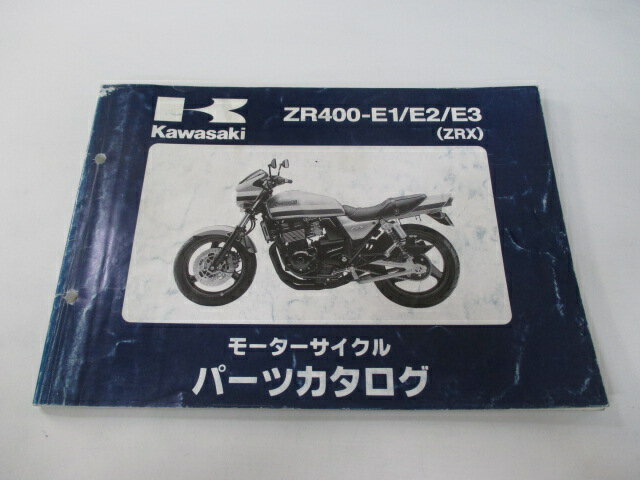 Kawasaki
ZR400-E1/E2/E3
(ZRX)
モーターサイクル
パーツカタログ